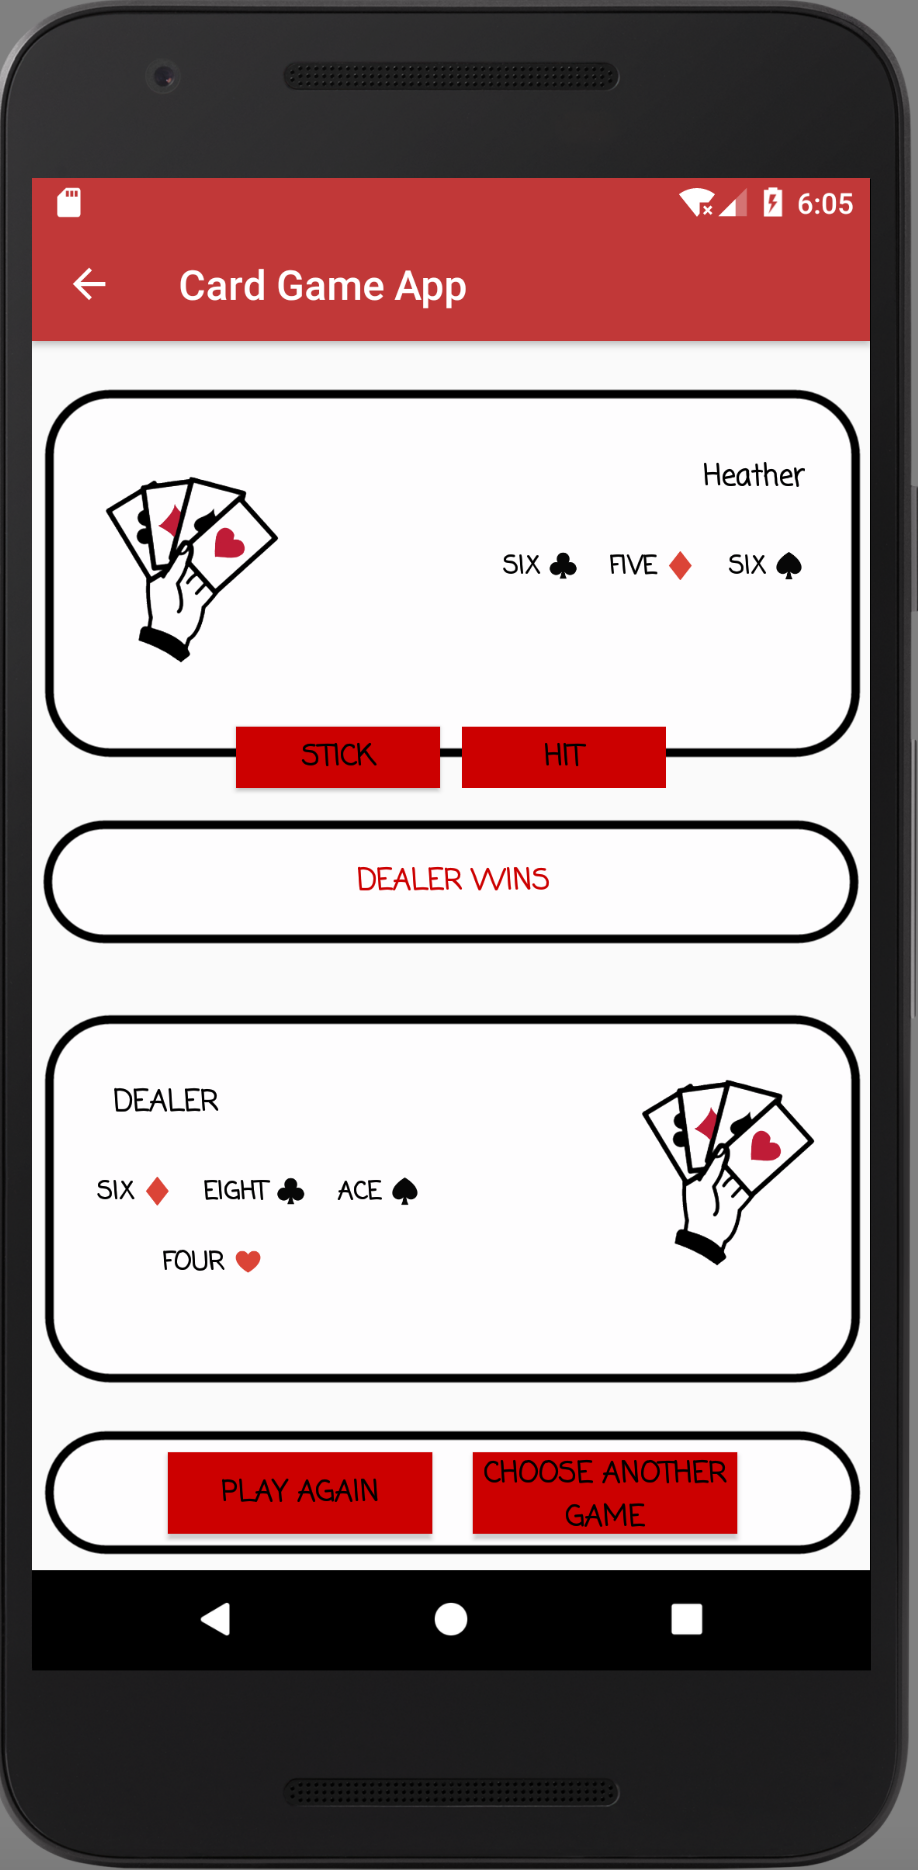 6:05
Card Game App
Heather
SIX ♣ FIVE ♦ SIX ♠
STICK HIT
DEALER WINS
DEALER
SIX ♦ EIGHT ♣ ACE ♠
FOUR ♥
PLAY AGAIN
CHOOSE ANOTHER
GAME